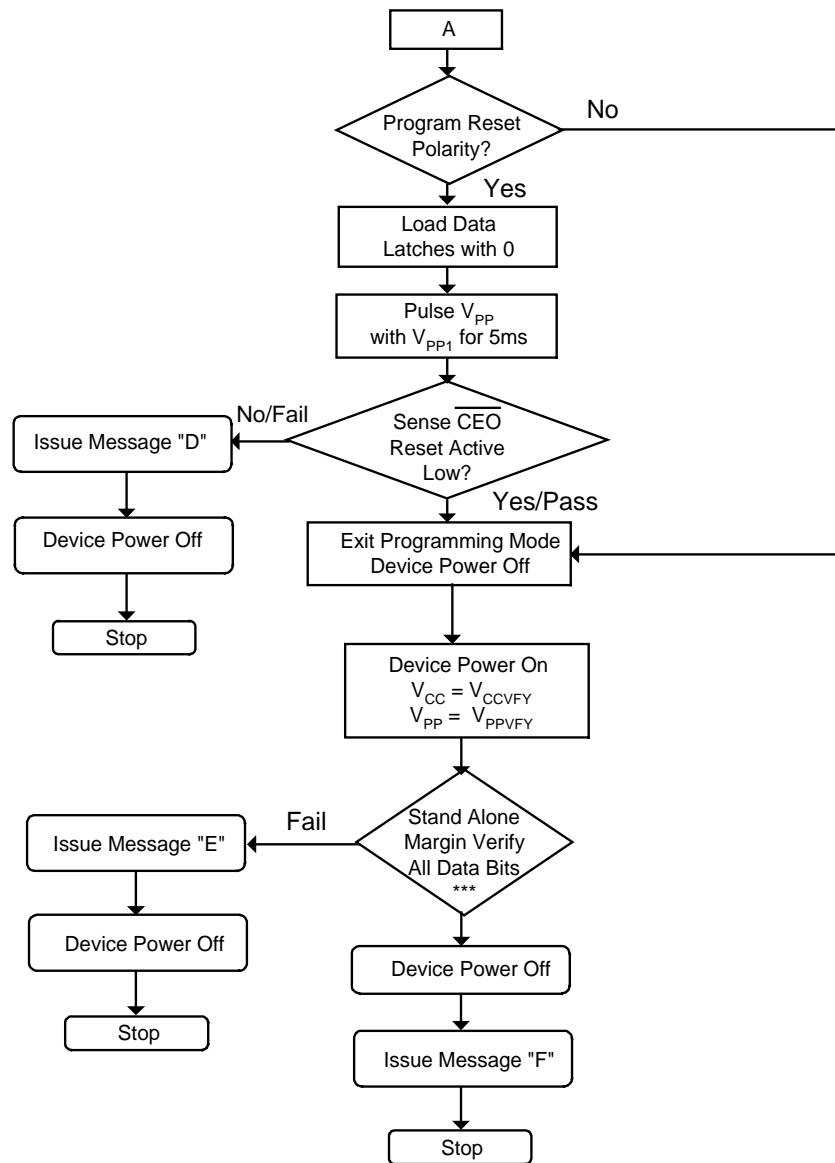 A
Program Reset
Polarity?
No
Yes
Load Data
Latches with 0
Pulse VPP
with VPP1 for 5ms
No/Fail
Issue Message "D"
Sense CEO
Reset Active
Low?
Yes/Pass
Device Power Off
Exit Programming Mode
Device Power Off
Stop
Device Power On
VCC = VCCVFY
VPP = VPPVFY
Fail
Issue Message "E"
Stand Alone
Margin Verify
All Data Bits
***
Device Power Off
Device Power Off
Stop
Issue Message "F"
Stop